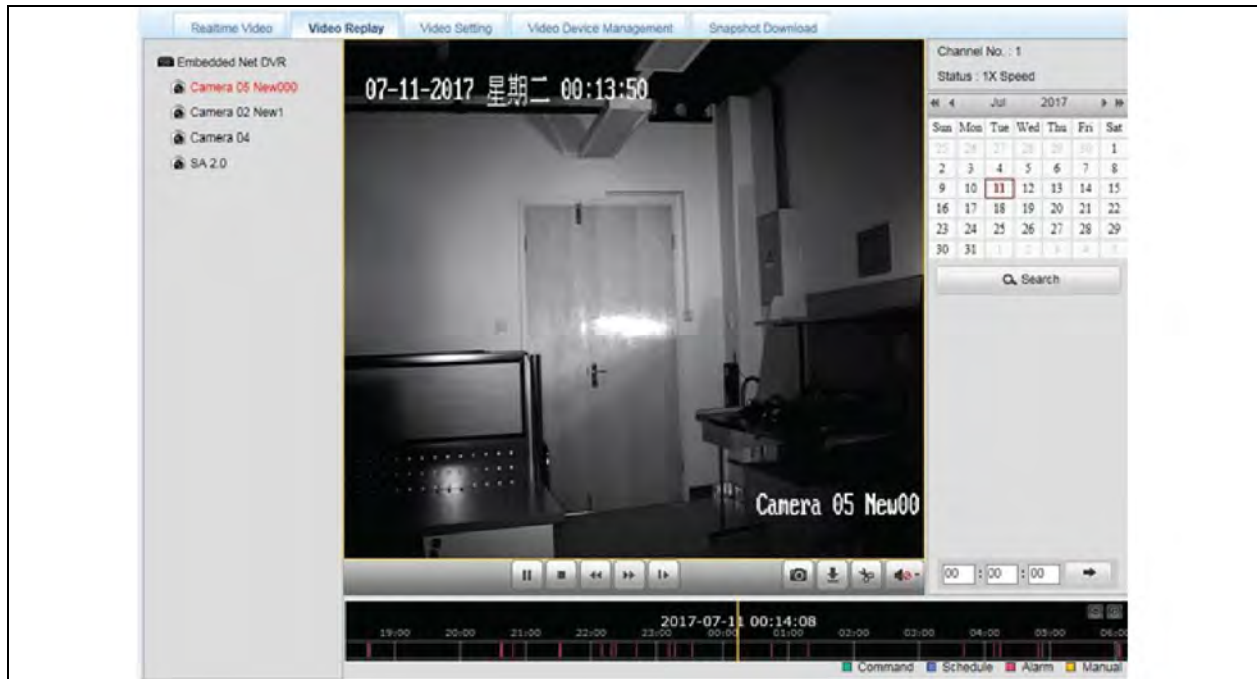 Realtime Video Video Replay Video Setting Video Device Management Snapshot Download
Embedded Net DVR
Camera 05 New000
Camera 02 New1
Camera 04
SA 2.0
07-11-2017 星期二 00:13:50
Camera 05 New00
Channel No. : 1
Status : 1X Speed
Jul 2017
Sun Mon Tue Wed Thu Fri Sat
25 26 27 28 29 30 1
2 3 4 5 6 7 8
9 10 11 12 13 14 15
16 17 18 19 20 21 22
23 24 25 26 27 28 29
30 31 1 2 3 4 5
Search
00 : 00 : 00
2017-07-11 00:14:08
19:00 20:00 21:00 22:00 23:00 00:00 01:00 02:00 03:00 04:00 05:00 06:00
Command Schedule Alarm Manual